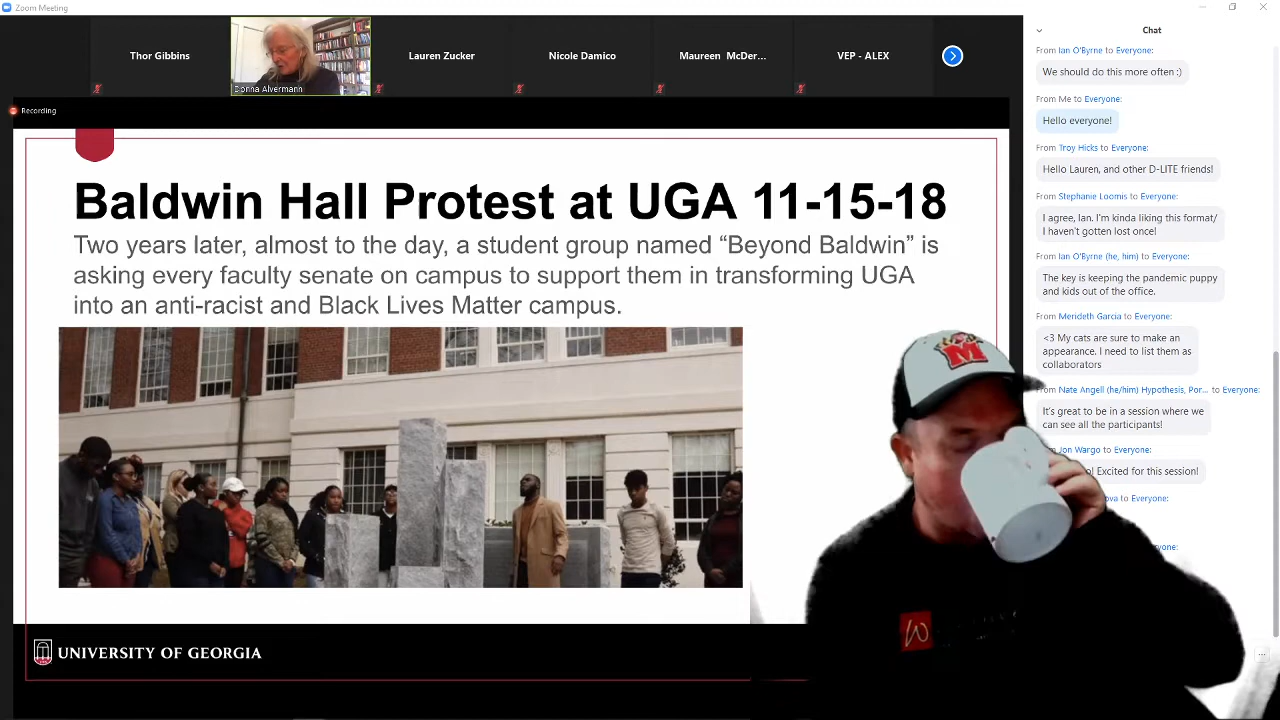 Zoom Meeting
Thor Gibbins
Donna Alvermann
Lauren Zucker
Nicole Damico
Maureen McDer...
VEP - ALEX
Recording
Baldwin Hall Protest at UGA 11-15-18
Two years later, almost to the day, a student group named “Beyond Baldwin” is
asking every faculty senate on campus to support them in transforming UGA
into an anti-racist and Black Lives Matter campus.
UNIVERSITY OF GEORGIA
M
Chat
From Ian O'Byrne to Everyone:
We should do this more often :)
From Me to Everyone:
Hello everyone!
From Troy Hicks to Everyone:
Hello Lauren, and other D-LITE friends!
From Stephanie Loomis to Everyone:
I agree, Ian. I'm kinda liking this format/
I haven't gotten lost once!
From Ian O'Byrne (he, him) to Everyone:
The key is keeping the pandemic puppy
and kids out of the office.
From Merideth Garcia to Everyone:
<3 My cats are sure to make an
appearance. I need to list them as
collaborators
From Nate Angell (he/him) Hypothesis, Por... to Everyone:
It's great to be in a session where we
can see all the participants!
Jon Wargo to Everyone:
Excited for this session!
to Everyone: